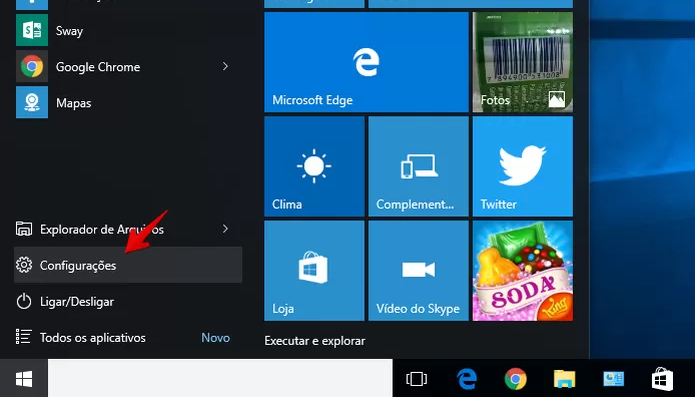 Sway
Google Chrome
Mapas
Explorador de Arquivos
Configurações
Ligar/Desligar
Todos os aplicativos Novo
Microsoft Edge
Fotos
Clima
Complement...
Twitter
Loja
Vídeo do Skype
SODA
King
Executar e explorar